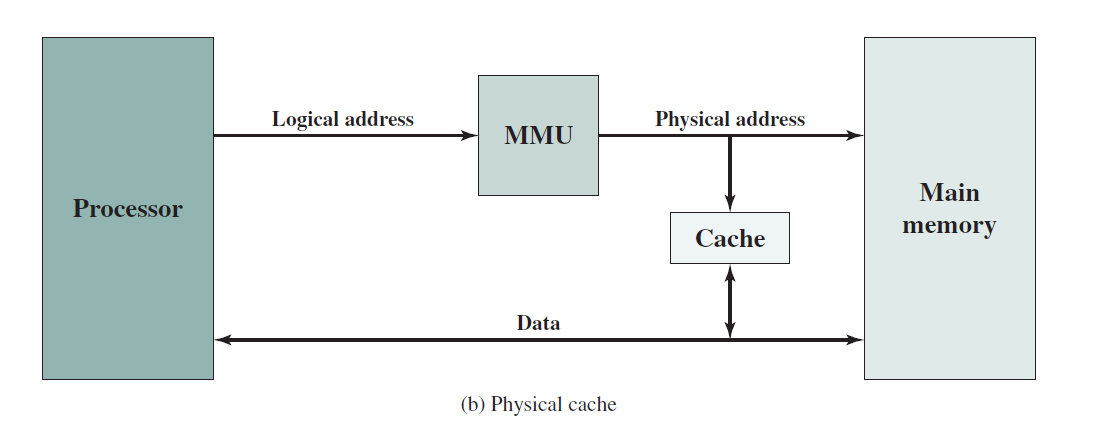 Logical address
Physical address
MMU
Processor
Main
memory
Cache
Data
(b) Physical cache